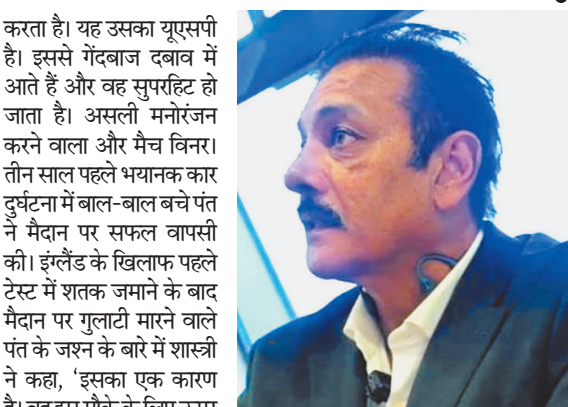 करता है। यह उसका यूएसपी
है। इससे गेंदबाज दबाव में
आते हैं और वह सुपरहिट हो
जाता है। असली मनोरंजन
करने वाला और मैच विनर।
तीन साल पहले भयानक कार
दुर्घटना में बाल-बाल बचे पंत
ने मैदान पर सफल वापसी
की। इंग्लैंड के खिलाफ पहले
टेस्ट में शतक जमाने के बाद
मैदान पर गुलाटी मारने वाले
पंत के जश्न के बारे में शास्त्री
ने कहा, ‘इसका एक कारण